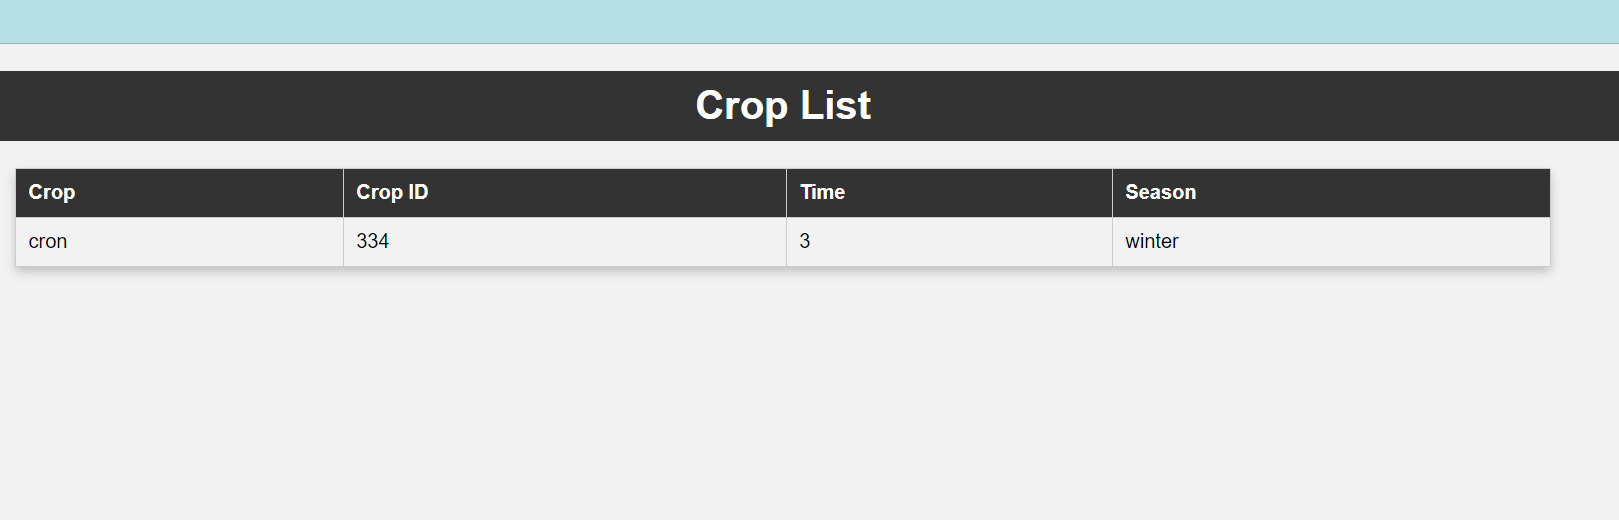 Crop List
Crop Crop ID Time Season
cron 334 3 winter